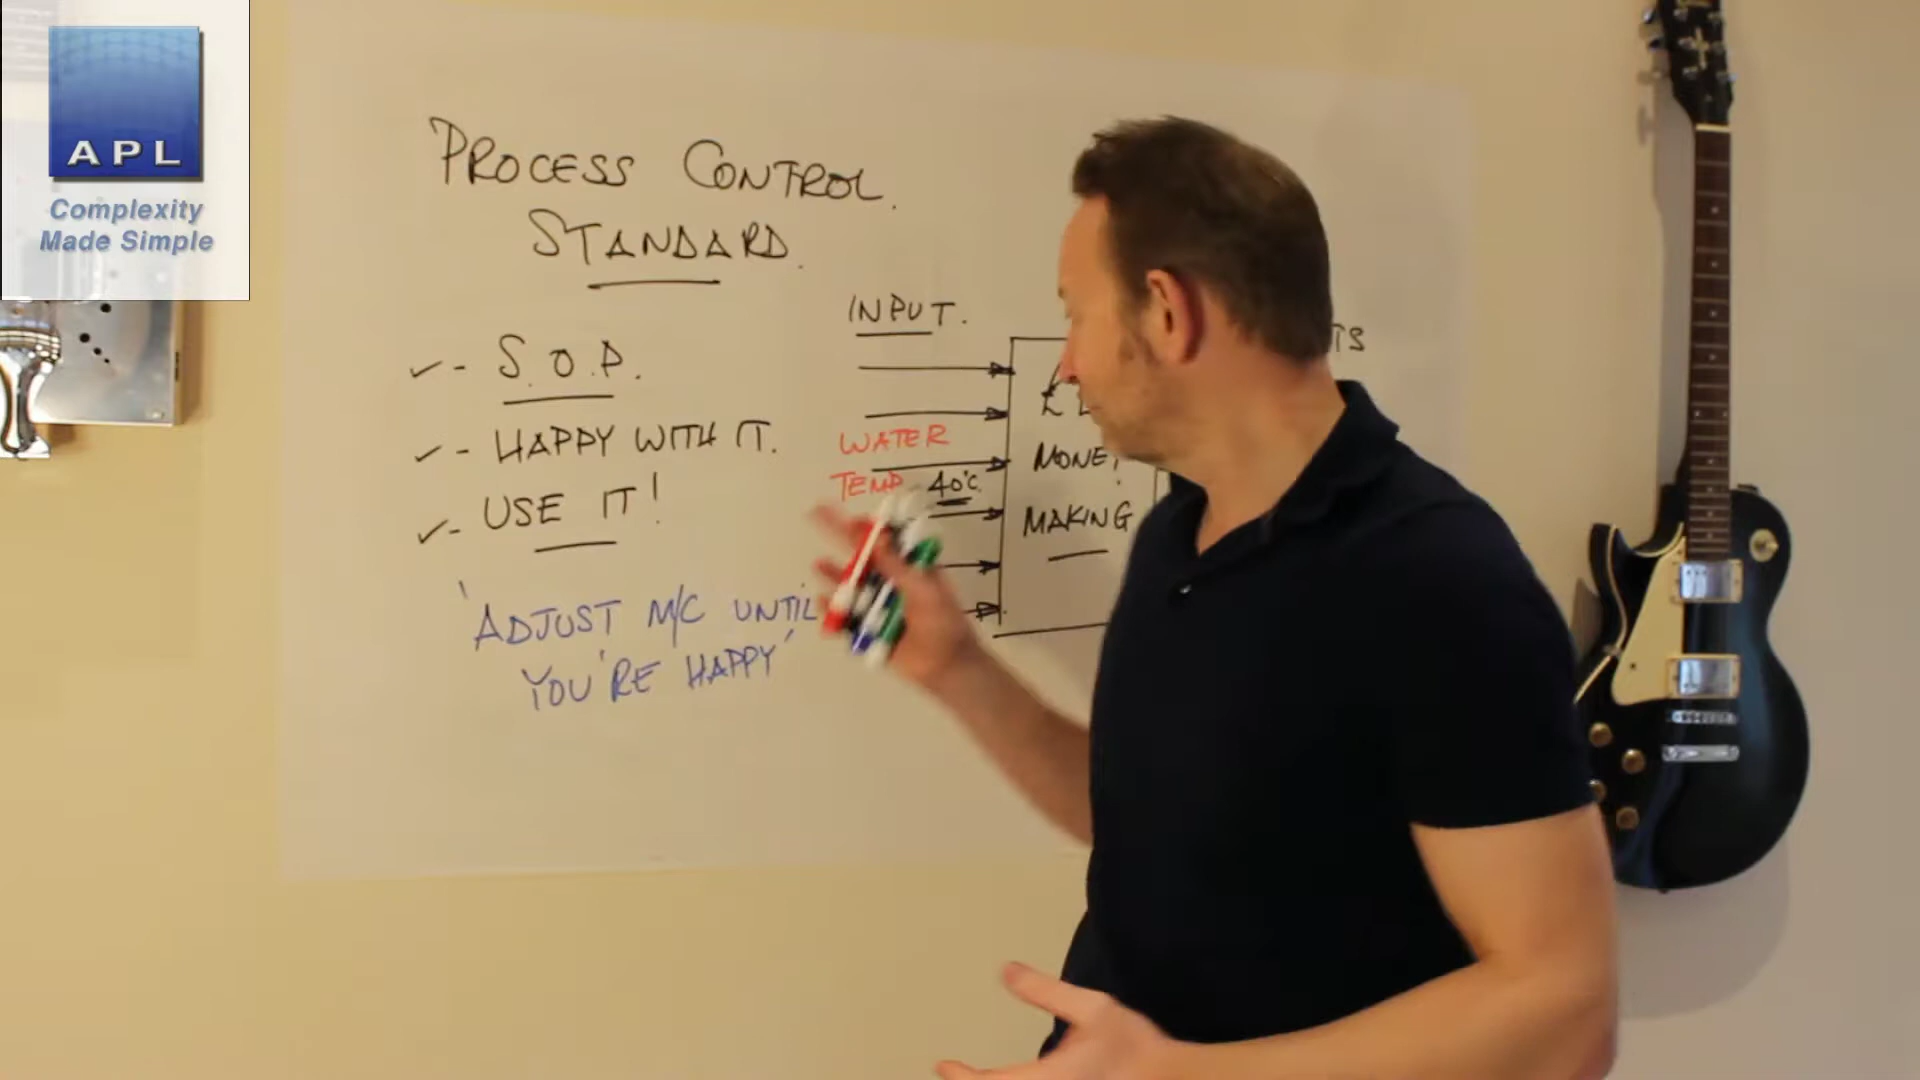 APL
Complexity
Made Simple
PROCESS CONTROL.
STANDARD.
INPUT.
✓- S.O.P.
✓- HAPPY WITH IT.
✓- USE IT!
'ADJUST M/C UNTIL
YOU'RE HAPPY'
WATER
TEMP 40°C.
MAKING